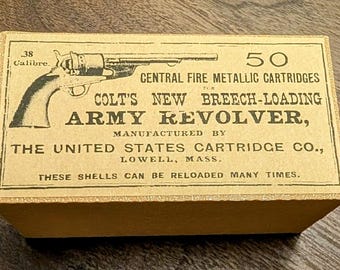 .38
Calibre.
50
CENTRAL FIRE METALLIC CARTRIDGES
FOR
COLT'S NEW BREECH-LOADING
ARMY REVOLVER,
MANUFACTURED BY
THE UNITED STATES CARTRIDGE CO.,
LOWELL, MASS.
THESE SHELLS CAN BE RELOADED MANY TIMES.